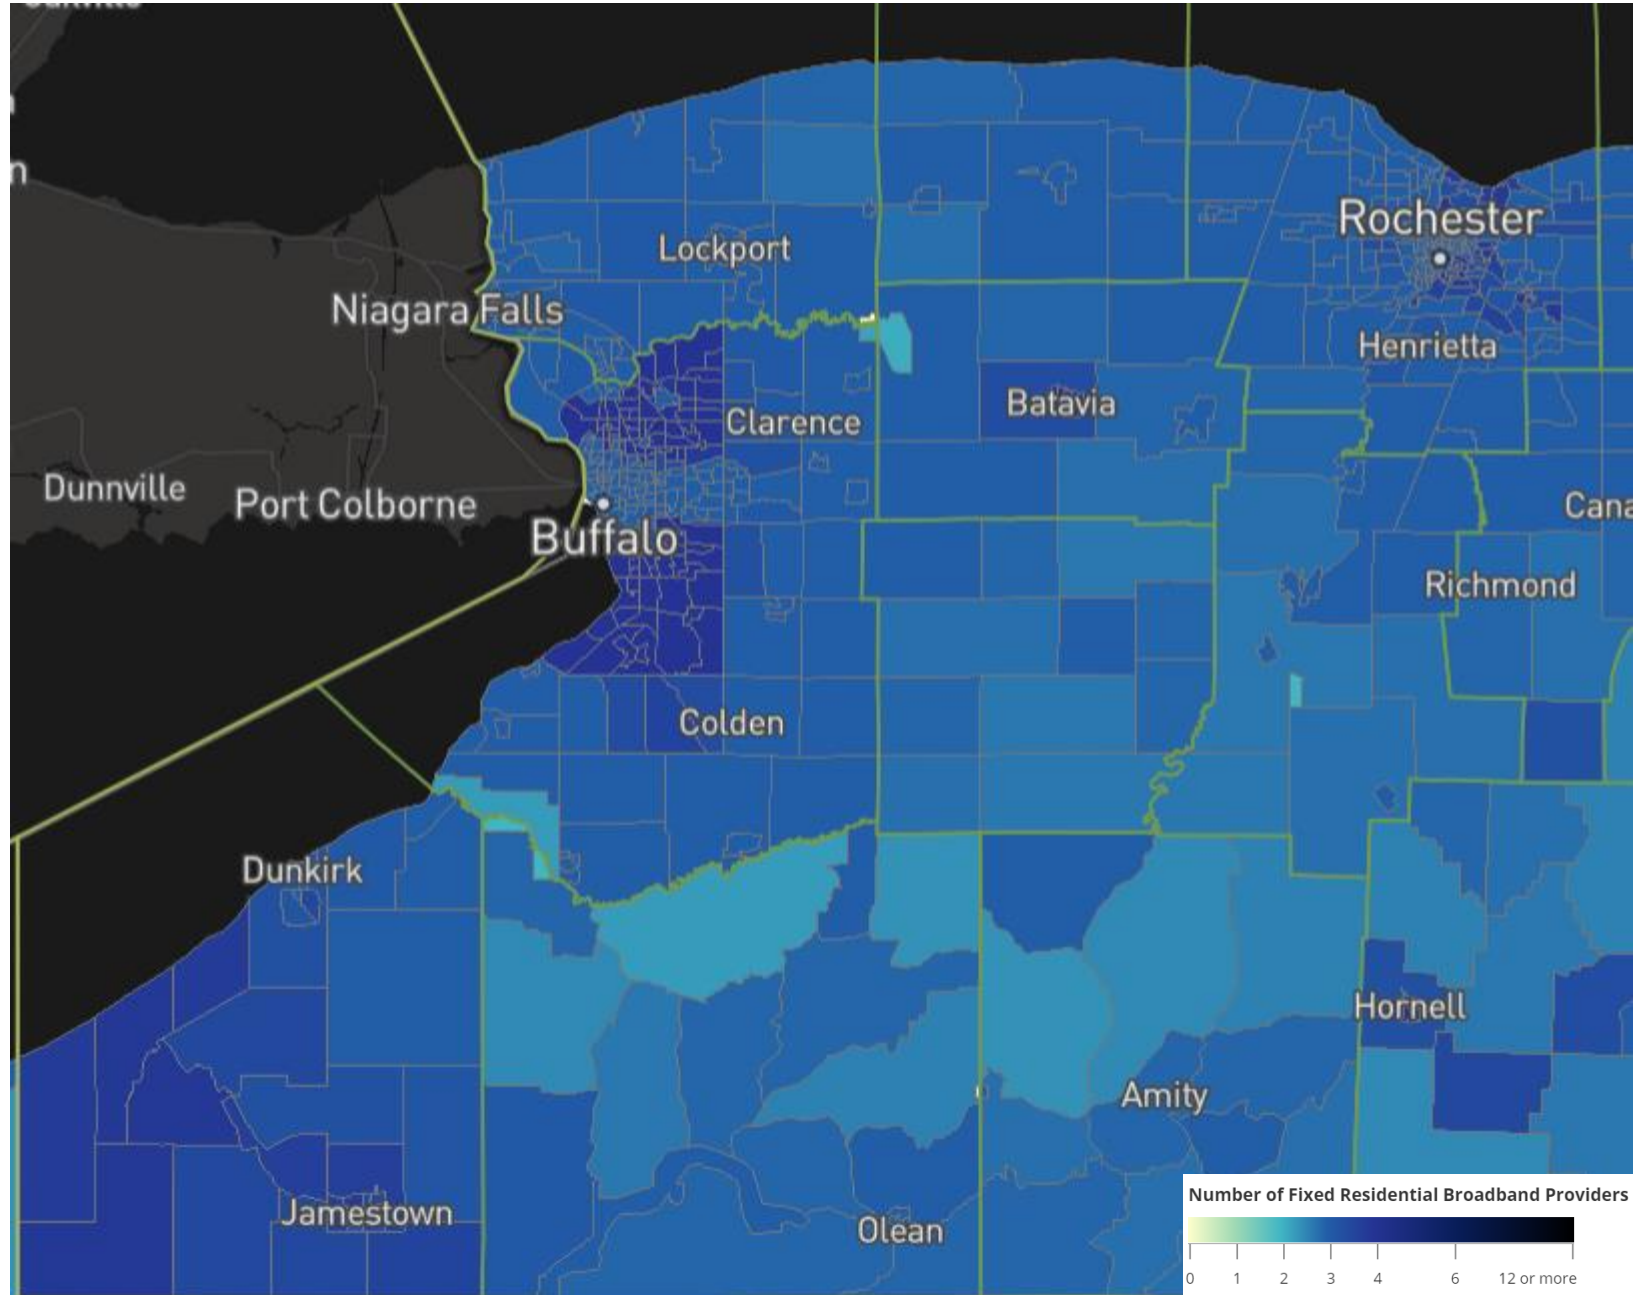 Rochester
Lockport
Niagara Falls
Henrietta
Batavia
Clarence
Dunnville
Port Colborne
Cana
Buffalo
Richmond
Colden
Dunkirk
Hornell
Amity
Jamestown
Olean
Number of Fixed Residential Broadband Providers
0 1 2 3 4 6 12 or more